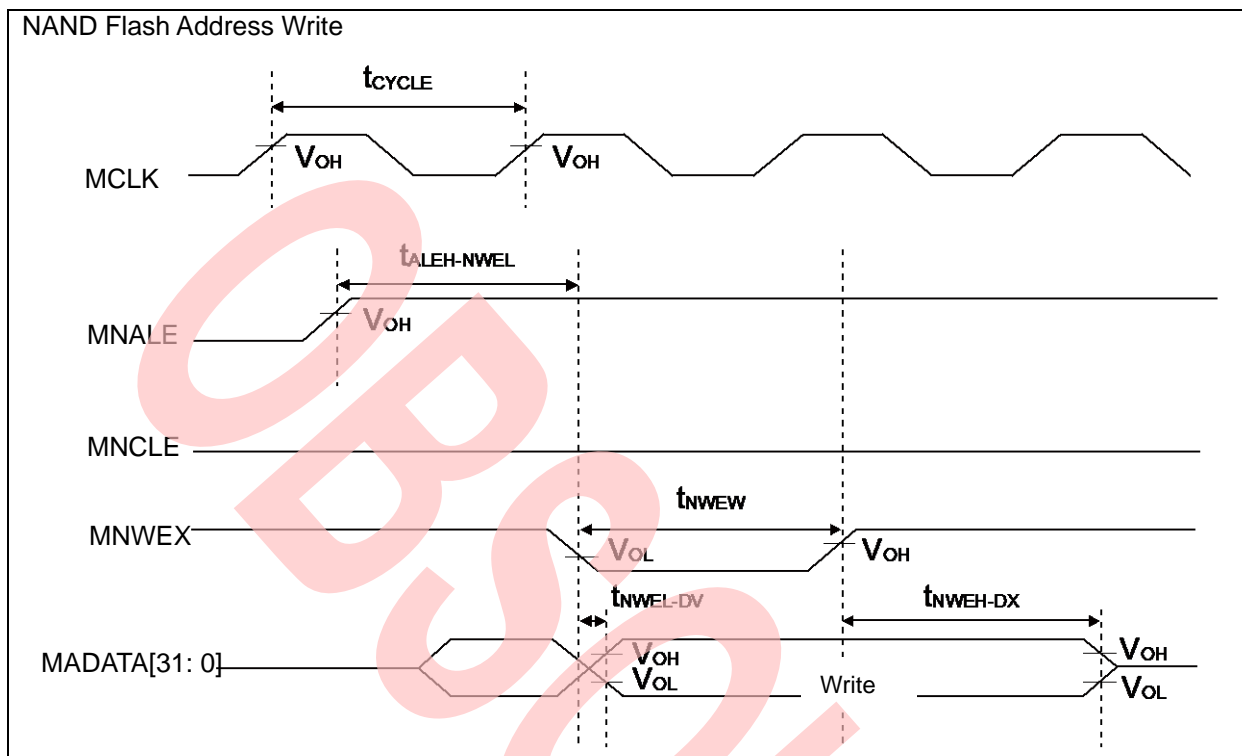 NAND Flash Address Write
tCYCLE
VOH VOH
MCLK
tALEH-NWEL
VOH
MNALE
MNCLE
tNWEW
MNWEX
VOL VOH
tNWEL-DV tNWEH-DX
MADATA[31: 0]
VOH VOH
VOL Write VOL
OBSO